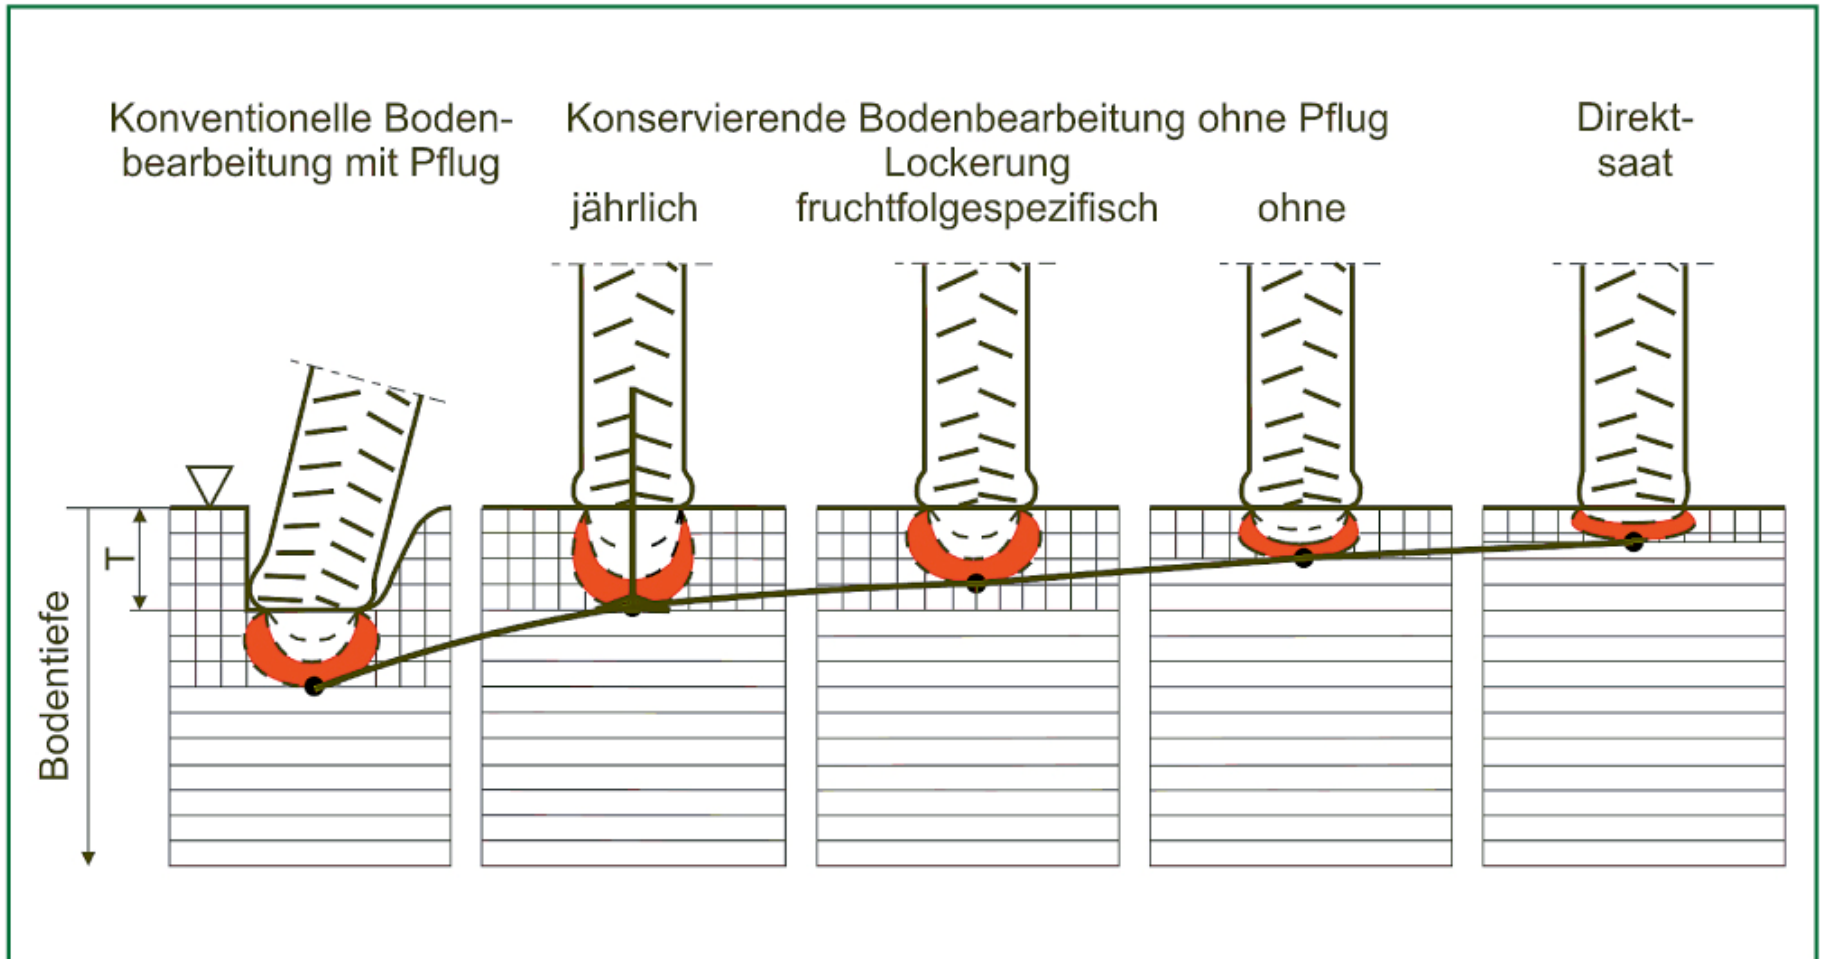 Konventionelle Boden-
bearbeitung mit Pflug
Konservierende Bodenbearbeitung ohne Pflug
Lockerung
jährlich
fruchtfolgespezifisch
ohne
Direkt-
saat
T
Bodentiefe